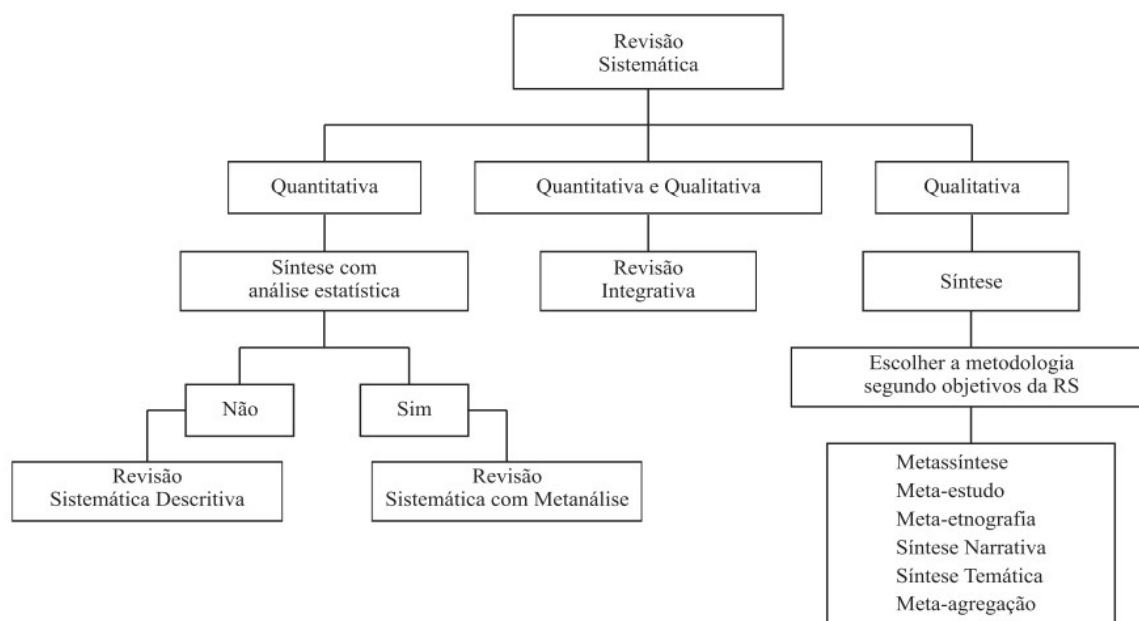 Revisão
Sistemática
Quantitativa
Quantitativa e Qualitativa
Qualitativa
Síntese com
análise estatística
Revisão
Integrativa
Síntese
Não
Sim
Escolher a metodologia
segundo objetivos da RS
Revisão
Sistemática Descritiva
Revisão
Sistemática com Metanálise
Metassíntese
Meta-estudo
Meta-etnografia
Síntese Narrativa
Síntese Temática
Meta-agregação